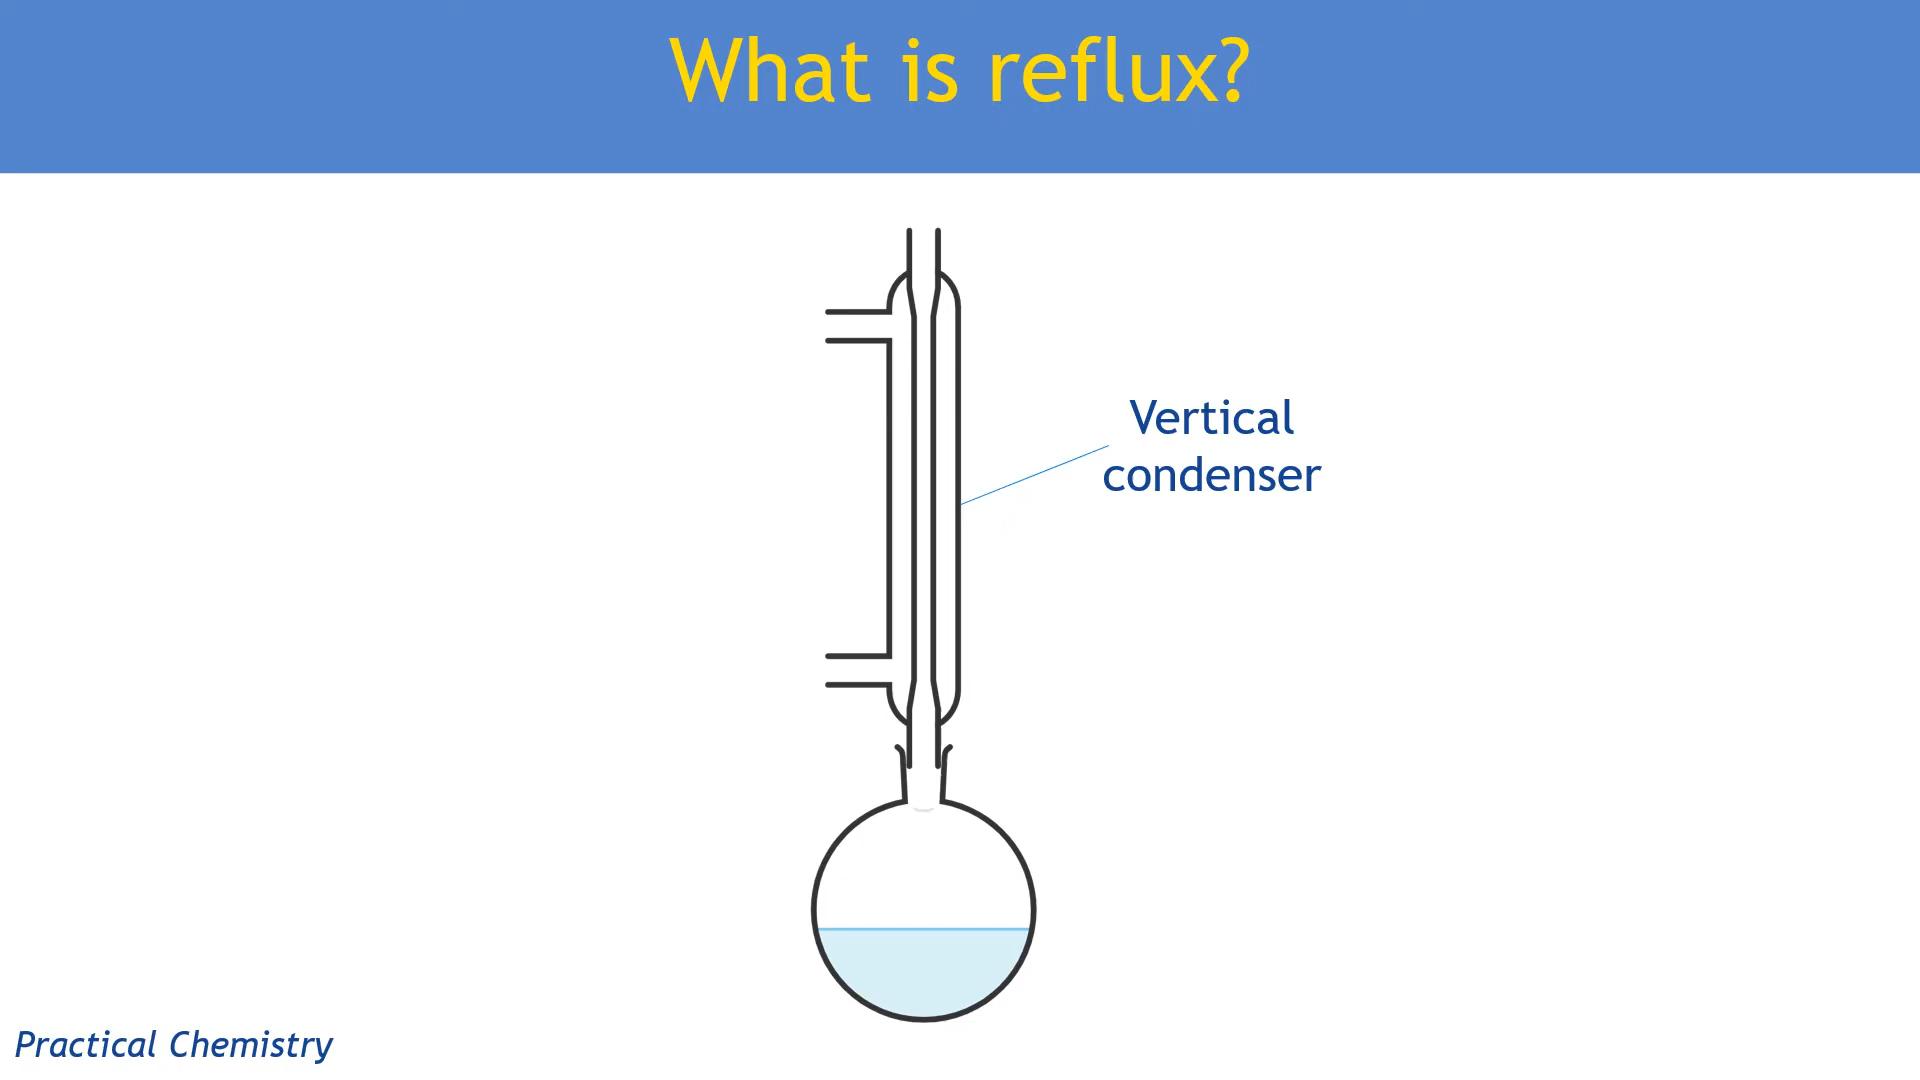 What is reflux?
Vertical
condenser
Practical Chemistry